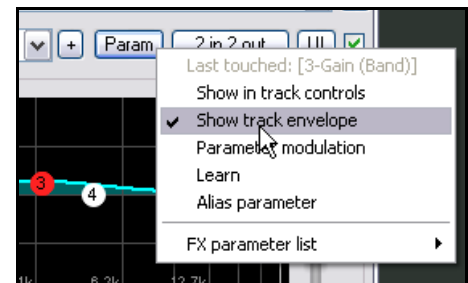 + Param 2 in 2 out UI
Last touched: [3-Gain (Band)]
Show in track controls
Show track envelope
Parameter modulation
Learn
Alias parameter
FX parameter list
3
4
1k 6.2k 12.7k